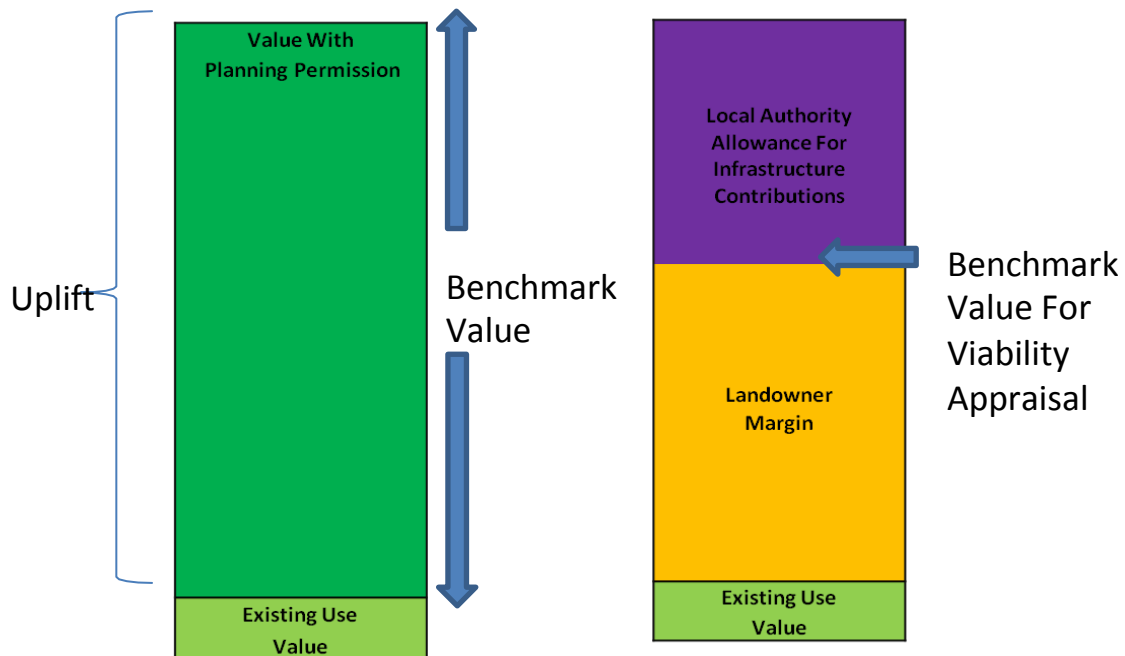 Value With
Planning Permission
Uplift
Benchmark
Value
Existing Use
Value
Local Authority
Allowance For
Infrastructure
Contributions
Benchmark
Value For
Viability
Appraisal
Landowner
Margin
Existing Use
Value